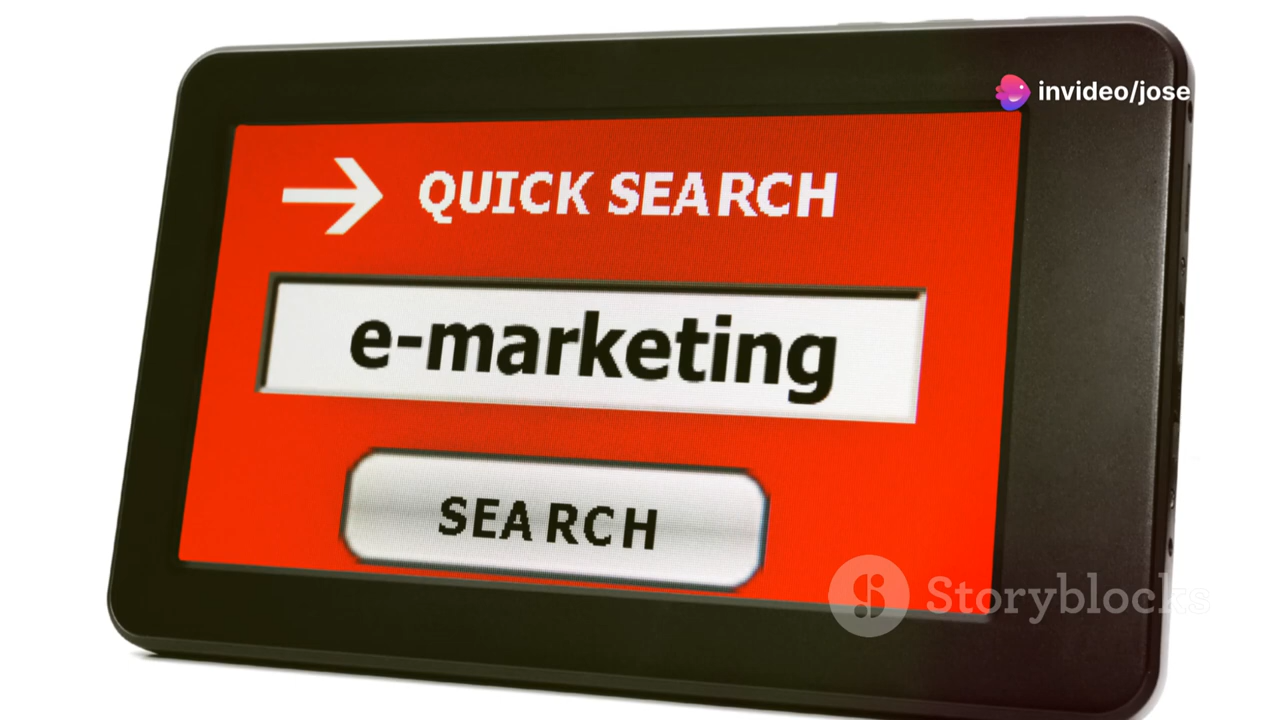 invideo/jose
QUICK SEARCH
e-marketing
SEARCH
Storyblocks